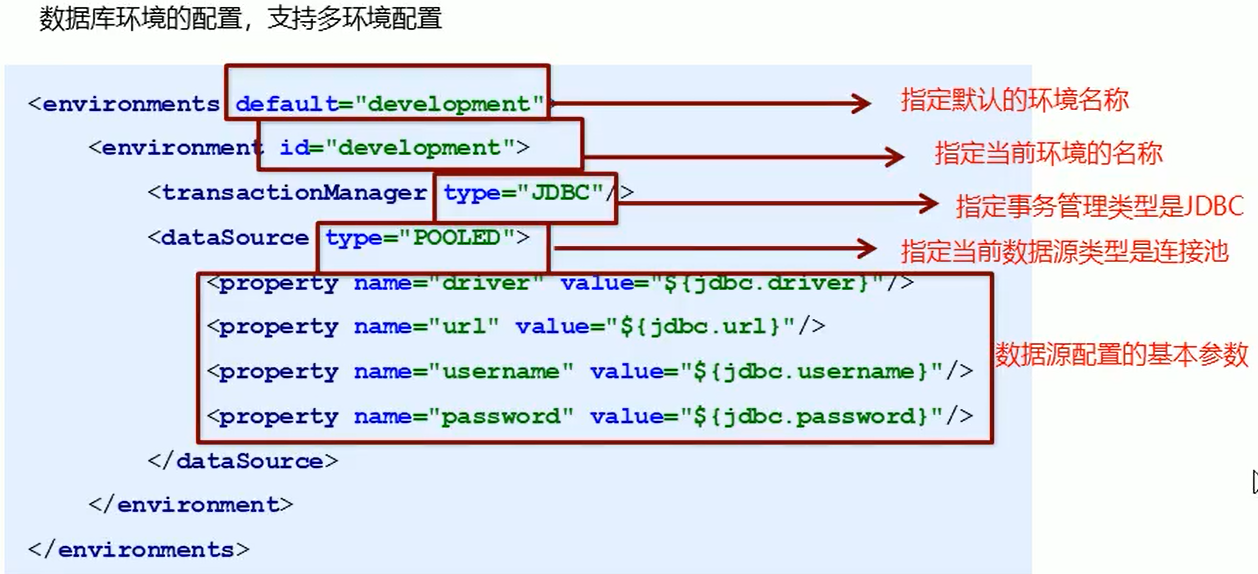 数据库环境的配置，支持多环境配置
<environments default="development"> 指定默认的环境名称
<environment id="development"> 指定当前环境的名称
<transactionManager type="JDBC"/> 指定事务管理类型是JDBC
<dataSource type="POOLED"> 指定当前数据源类型是连接池
<property name="driver" value="${jdbc.driver}"/>
<property name="url" value="${jdbc.url}"/>
数据源配置的基本参数
<property name="username" value="${jdbc.username}"/>
<property name="password" value="${jdbc.password}"/>
</dataSource>
</environment>
</environments>